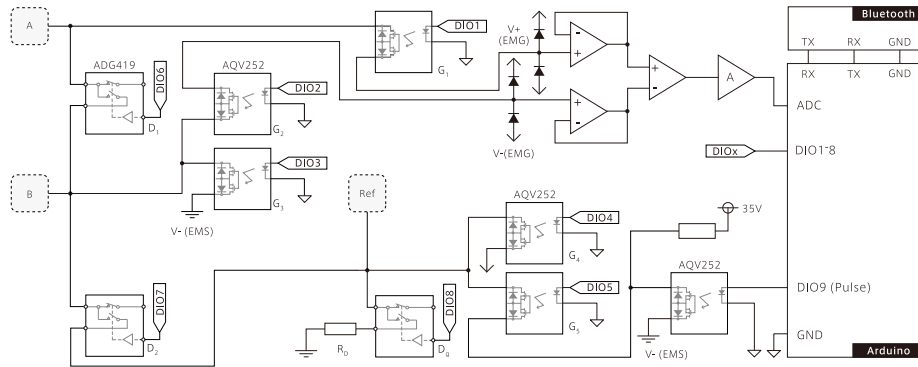 A
DIO1
V+
(EMG)
Bluetooth
TX RX GND
RX TX GND
ADG419
DIO6
AQV252
DIO2
G1
+
-
+
-
+
-
A
ADC
D1
G2
DIO3
V-(EMG)
DIOx
DIO1~8
B
G3
V- (EMS)
Ref
AQV252
DIO4
35V
G4
AQV252
DIO7
DIO8
DIO5
DIO9 (Pulse)
D2
RD
D8
G5
V- (EMS)
GND
Arduino